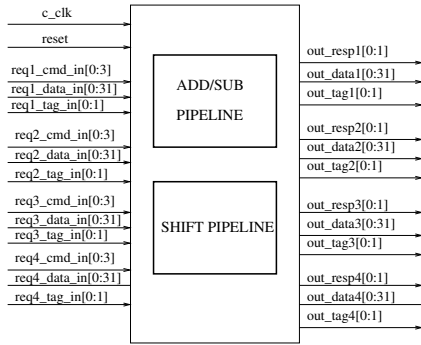 c_clk
reset
req1_cmd_in[0:3]
req1_data_in[0:31]
req1_tag_in[0:1]
req2_cmd_in[0:3]
req2_data_in[0:31]
req2_tag_in[0:1]
req3_cmd_in[0:3]
req3_data_in[0:31]
req3_tag_in[0:1]
req4_cmd_in[0:3]
req4_data_in[0:31]
req4_tag_in[0:1]
ADD/SUB
PIPELINE
SHIFT PIPELINE
out_resp1[0:1]
out_data1[0:31]
out_tag1[0:1]
out_resp2[0:1]
out_data2[0:31]
out_tag2[0:1]
out_resp3[0:1]
out_data3[0:31]
out_tag3[0:1]
out_resp4[0:1]
out_data4[0:31]
out_tag4[0:1]